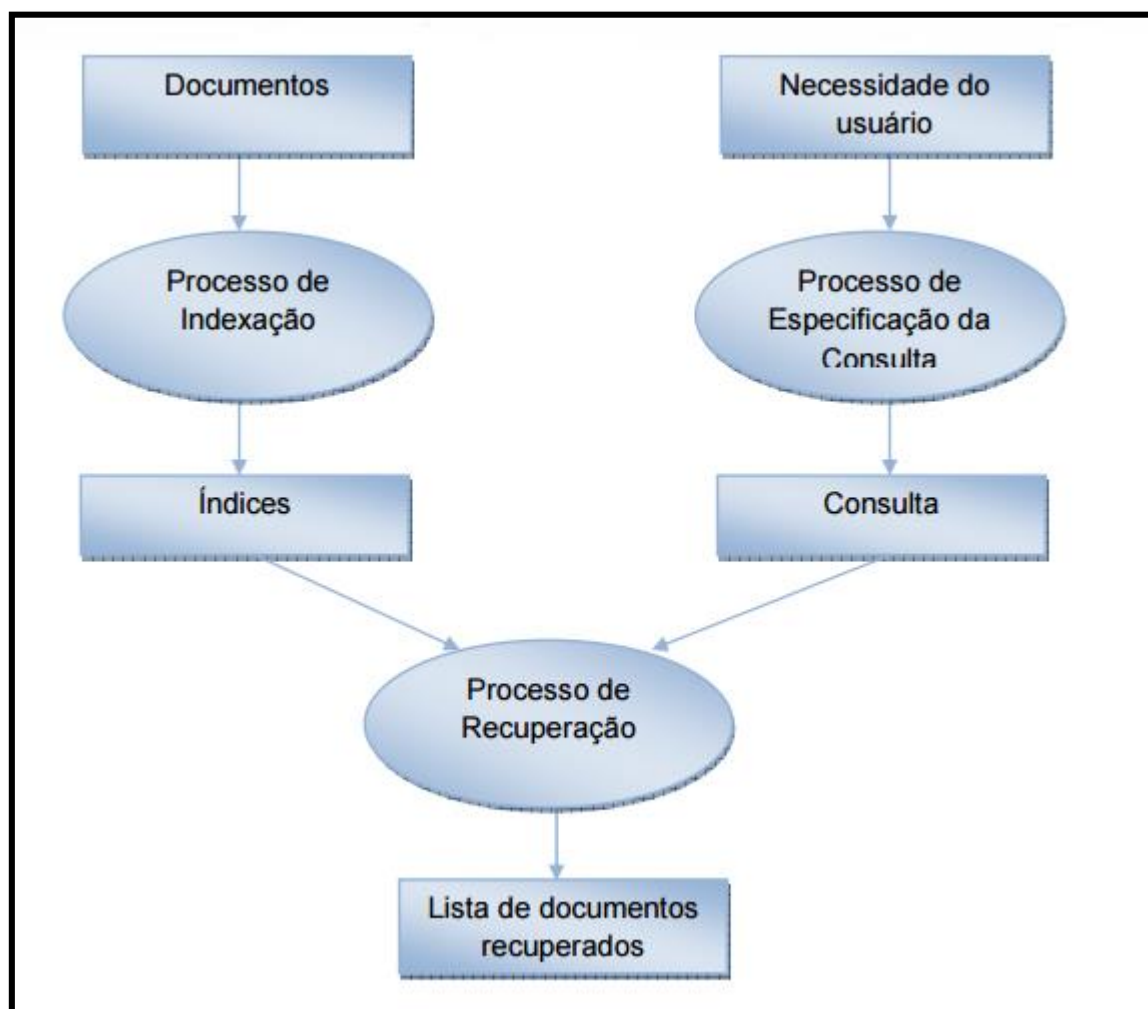 Documentos
Necessidade do
usuário
Processo de
Indexação
Processo de
Especificação da
Consulta
Índices
Consulta
Processo de
Recuperação
Lista de documentos
recuperados